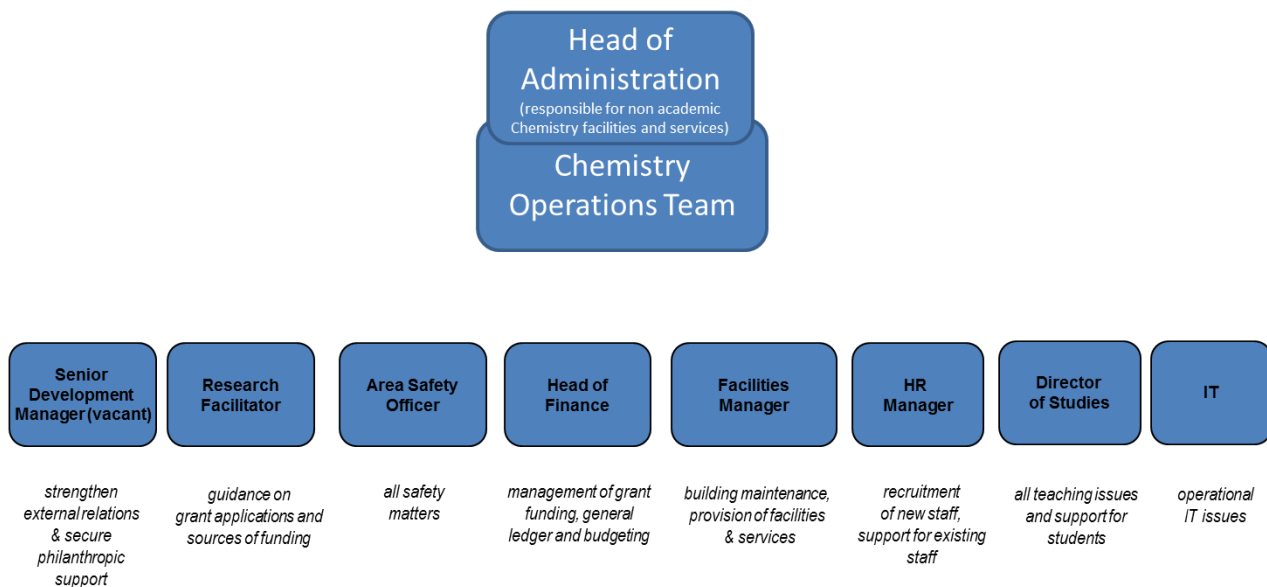 Head of
Administration
(responsible for non academic
Chemistry facilities and services)
Chemistry
Operations Team
Senior
Development
Manager (vacant)
Research
Facilitator
Area Safety
Officer
Head of
Finance
Facilities
Manager
HR
Manager
Director
of Studies
IT
strengthen
external relations
& secure
philanthropic
support
guidance on
grant applications and
sources of funding
all safety
matters
management of grant
funding, general
ledger and budgeting
building maintenance,
provision of facilities
& services
recruitment
of new staff,
support for existing
staff
all teaching issues
and support for
students
operational
IT issues